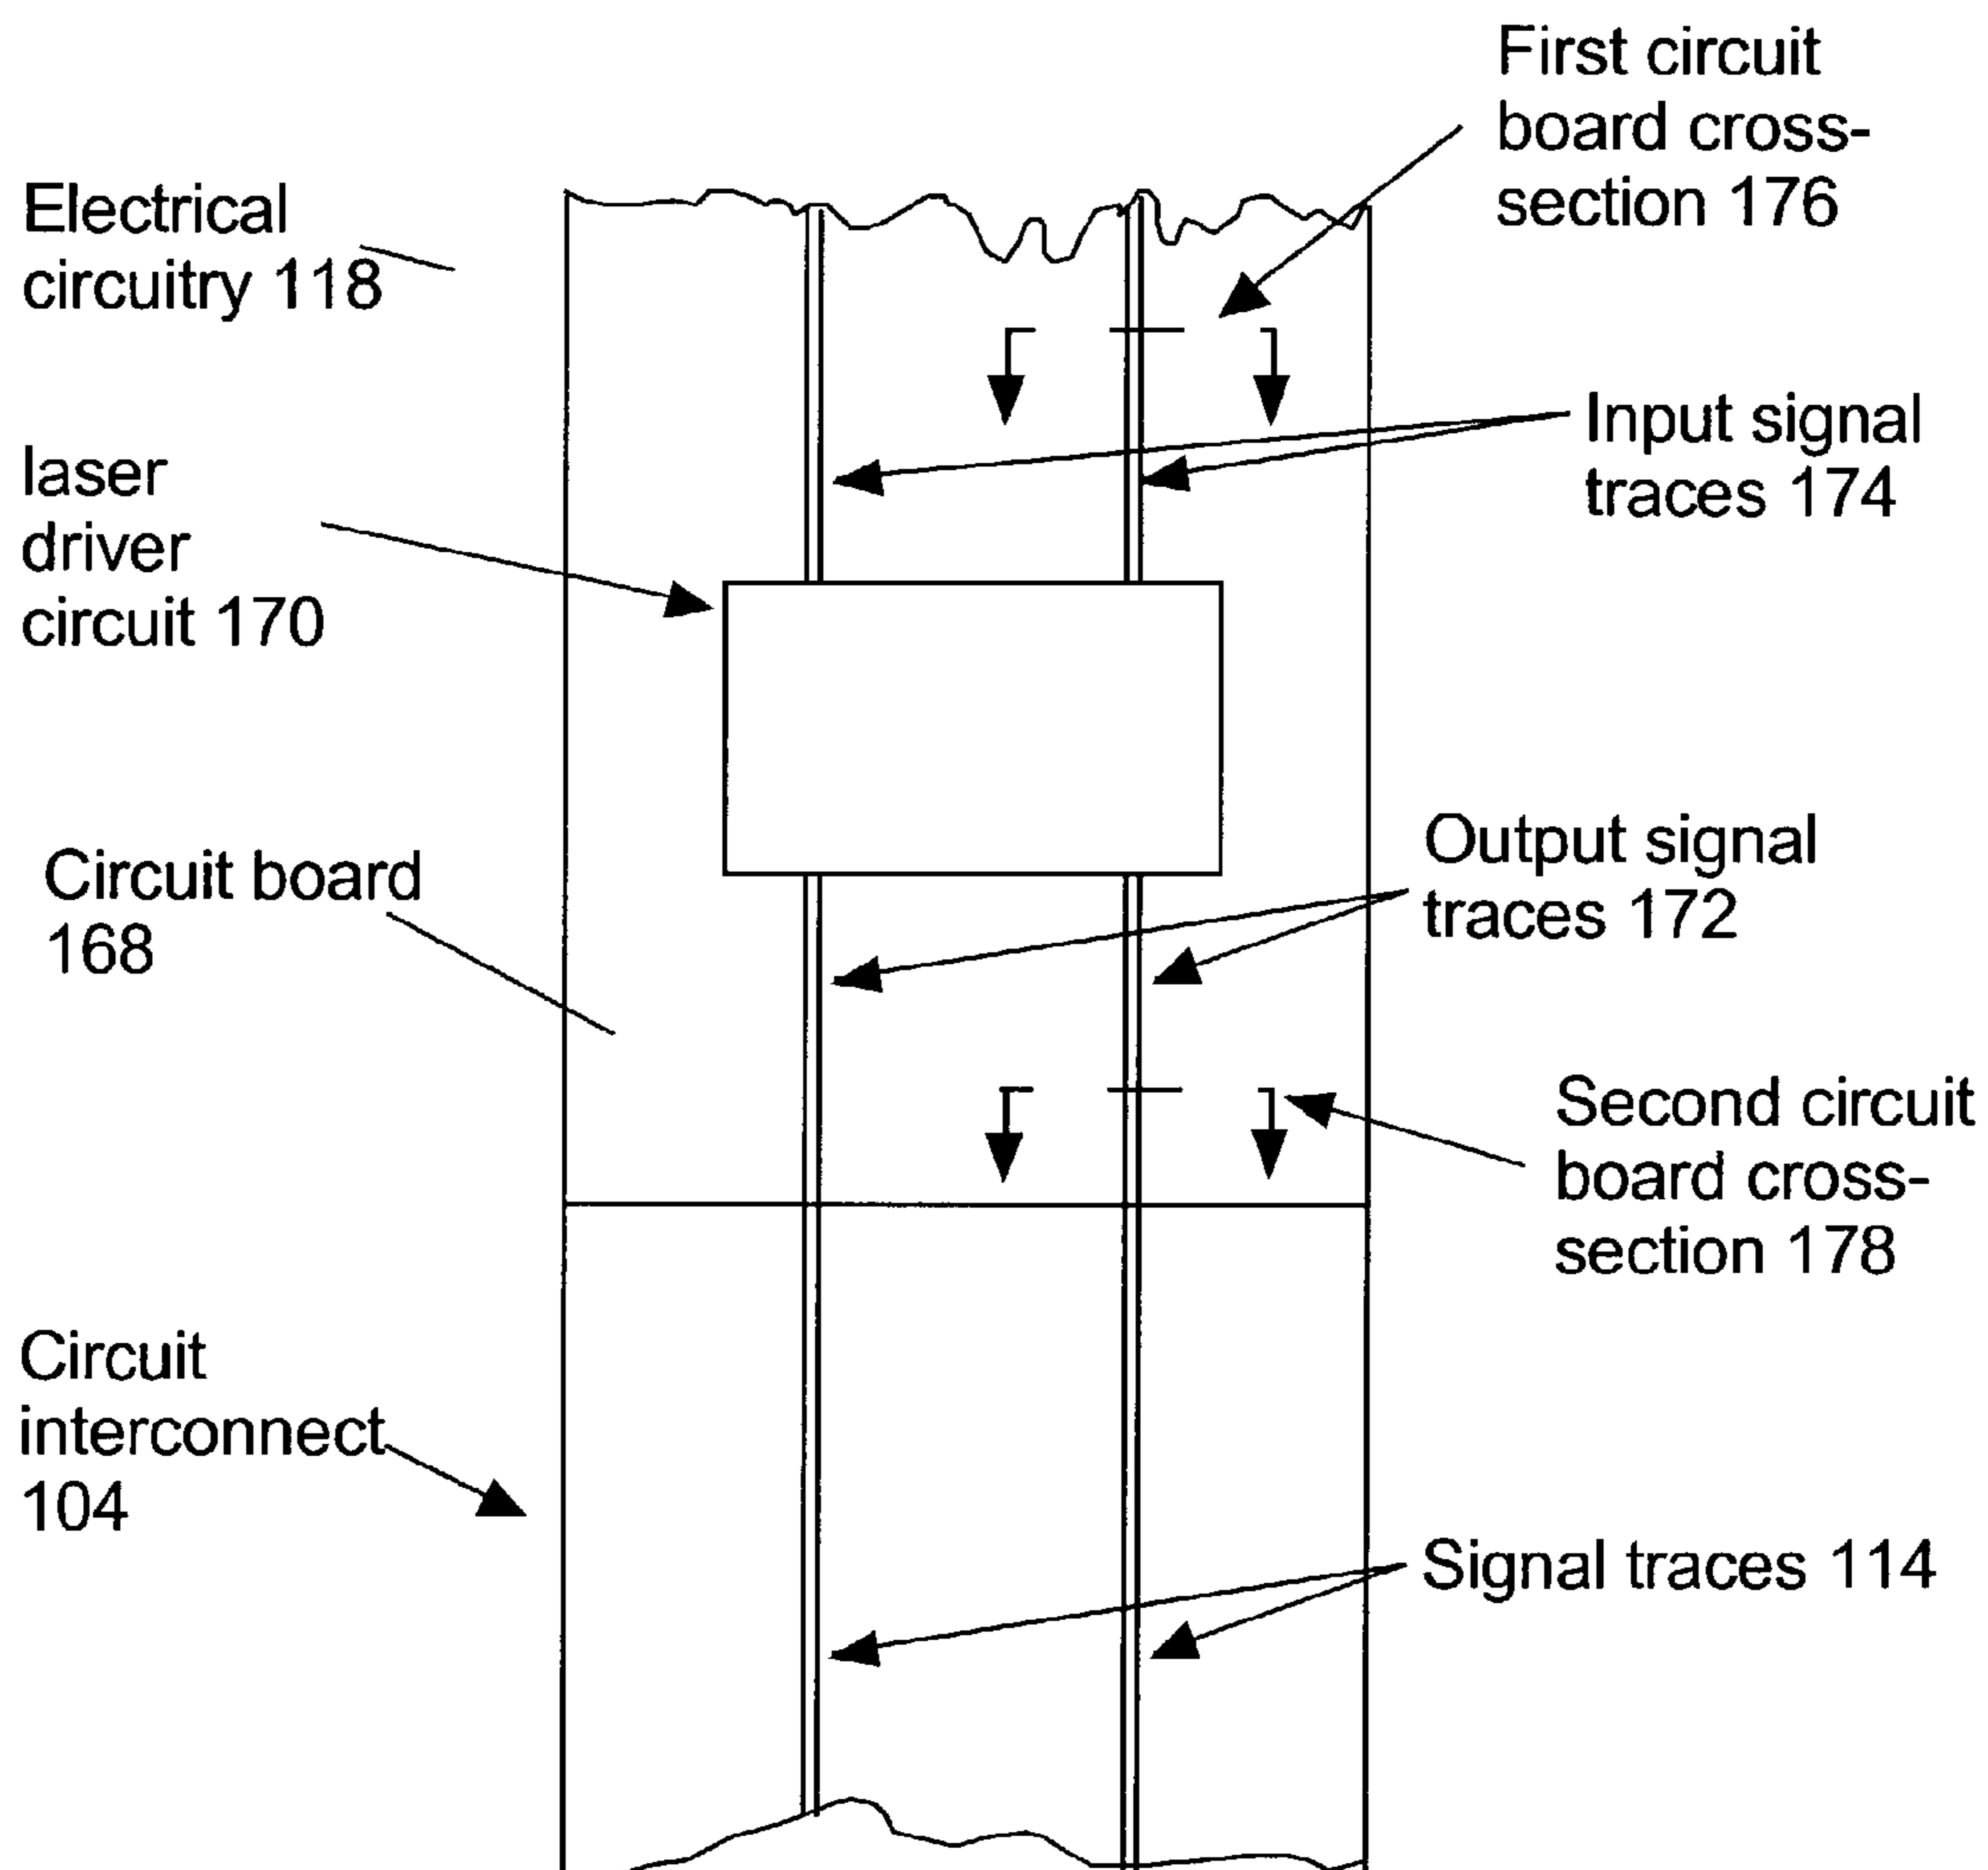 First circuit
board cross-
section 176
Electrical
circuitry 118
Input signal
traces 174
laser
driver
circuit 170
Output signal
traces 172
Circuit board
168
Second circuit
board cross-
section 178
Circuit
interconnect
104
Signal traces 114